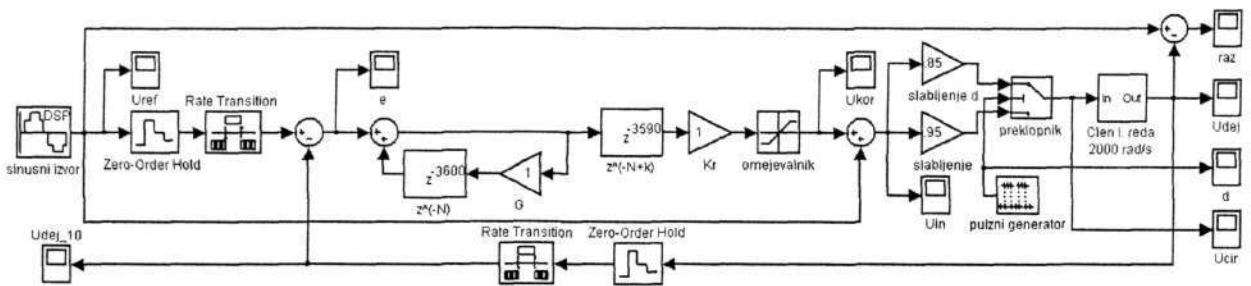 DSP
sinusni izvor
Uref
Zero-Order Hold
Rate Transition
+
-
e
+
+
z^-3600
z^(-N)
1
G
z^-3590
z^(-N+k)
1
Kr
omejevalnik
Ukor
+
+
.85
slabljenje d
.95
slabljenje
Uin
preklopnik
pulzni generator
In Out
Clen I. reda
2000 rad/s
+
-
raz
Udej
d
Ucir
Rate Transition
Zero-Order Hold
Udej_10